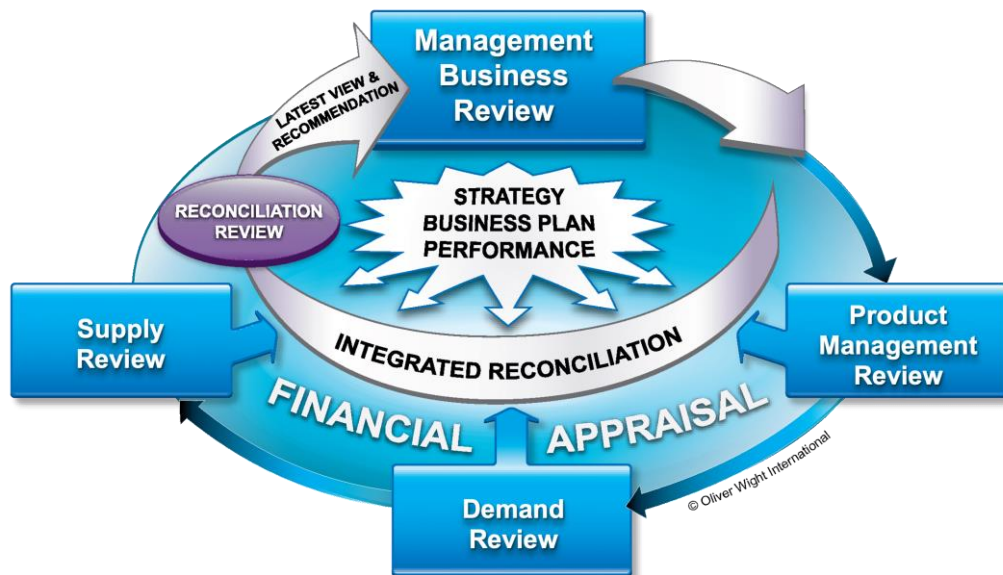 Management
Business
Review
LATEST VIEW &
RECOMMENDATION
RECONCILIATION
REVIEW
STRATEGY
BUSINESS PLAN
PERFORMANCE
Supply
Review
Product
Management
Review
INTEGRATED RECONCILIATION
FINANCIAL APPRAISAL
© Oliver Wight International
Demand
Review